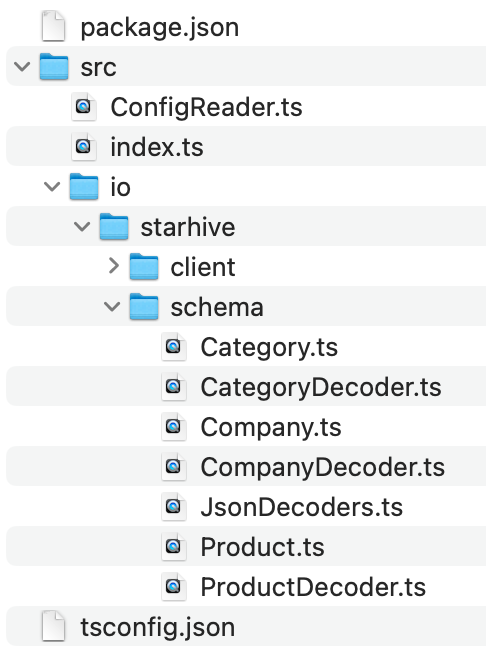 package.json
src
ConfigReader.ts
index.ts
io
starhive
client
schema
Category.ts
CategoryDecoder.ts
Company.ts
CompanyDecoder.ts
JsonDecoders.ts
Product.ts
ProductDecoder.ts
tsconfig.json